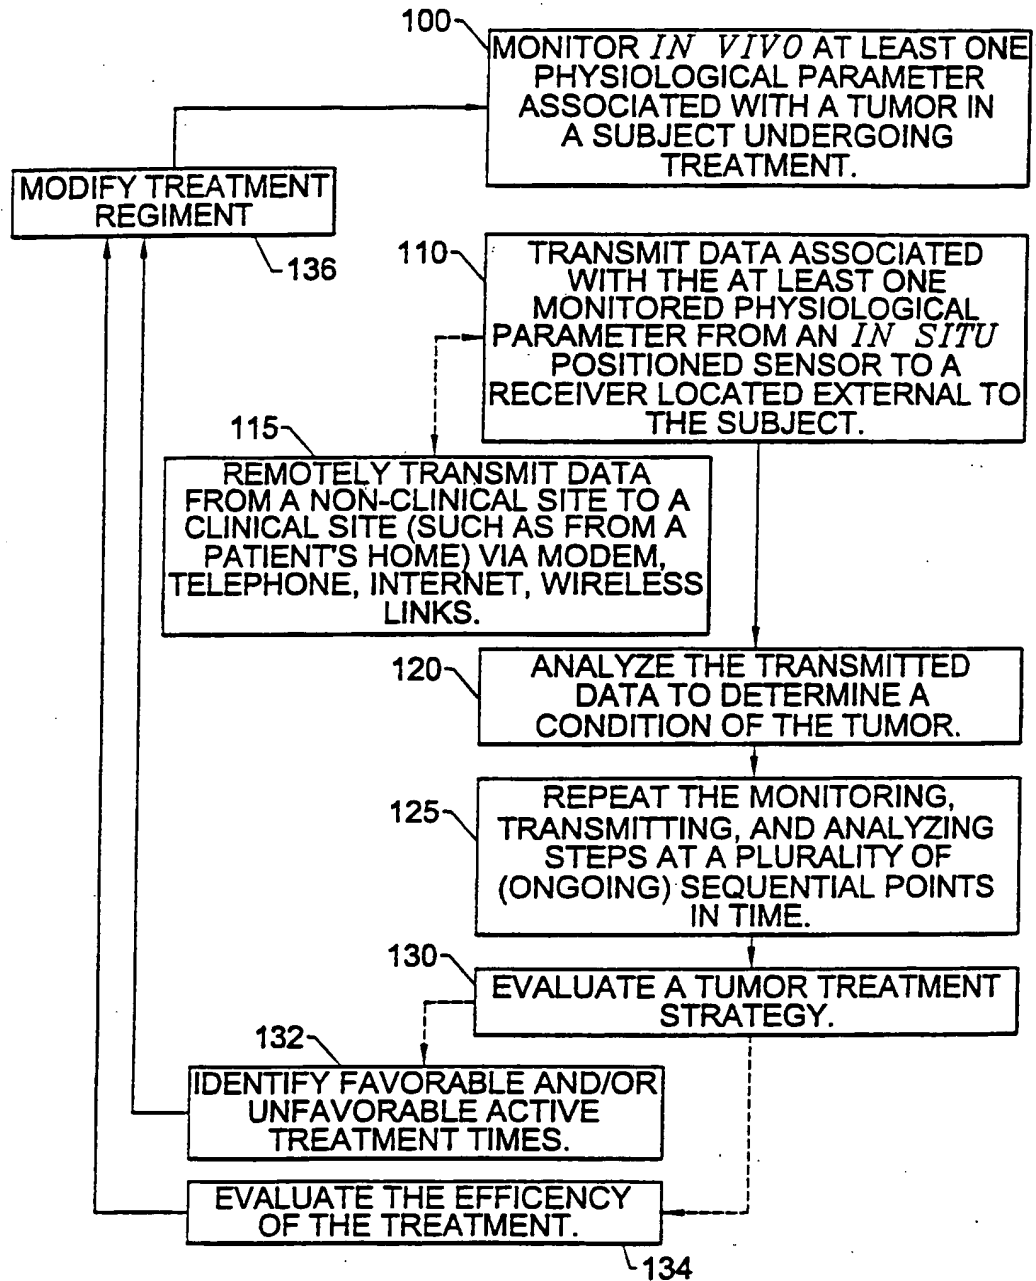 100
MONITOR IN VIVO AT LEAST ONE
PHYSIOLOGICAL PARAMETER
ASSOCIATED WITH A TUMOR IN
A SUBJECT UNDERGOING
TREATMENT.
MODIFY TREATMENT
REGIMENT
136
110
TRANSMIT DATA ASSOCIATED
WITH THE AT LEAST ONE
MONITORED PHYSIOLOGICAL
PARAMETER FROM AN IN SITU
POSITIONED SENSOR TO A
RECEIVER LOCATED EXTERNAL TO
THE SUBJECT.
115
REMOTELY TRANSMIT DATA
FROM A NON-CLINICAL SITE TO A
CLINICAL SITE (SUCH AS FROM A
PATIENT'S HOME) VIA MODEM,
TELEPHONE, INTERNET, WIRELESS
LINKS.
120
ANALYZE THE TRANSMITTED
DATA TO DETERMINE A
CONDITION OF THE TUMOR.
125
REPEAT THE MONITORING,
TRANSMITTING, AND ANALYZING
STEPS AT A PLURALITY OF
(ONGOING) SEQUENTIAL POINTS
IN TIME.
130
EVALUATE A TUMOR TREATMENT
STRATEGY.
132
IDENTIFY FAVORABLE AND/OR
UNFAVORABLE ACTIVE
TREATMENT TIMES.
EVALUATE THE EFFICENCY
OF THE TREATMENT.
134